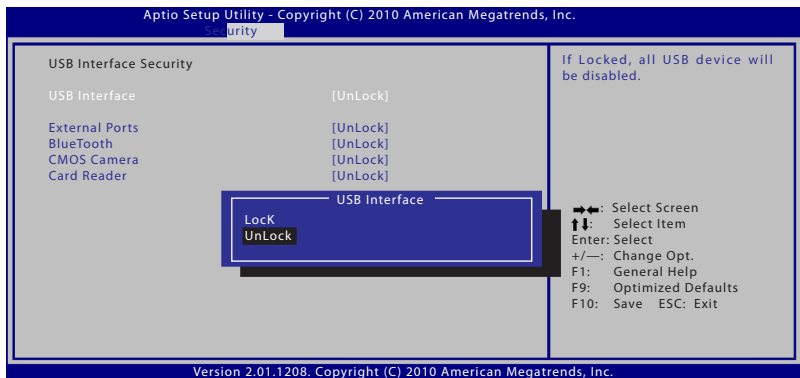 Aptio Setup Utility - Copyright (C) 2010 American Megatrends, Inc.
Security
USB Interface Security
USB Interface [UnLock]
External Ports [UnLock]
BlueTooth [UnLock]
CMOS Camera [UnLock]
Card Reader [UnLock]
USB Interface
LocK
UnLock
If Locked, all USB device will
be disabled.
→←: Select Screen
↑↓: Select Item
Enter: Select
+/—: Change Opt.
F1: General Help
F9: Optimized Defaults
F10: Save ESC: Exit
Version 2.01.1208. Copyright (C) 2010 American Megatrends, Inc.